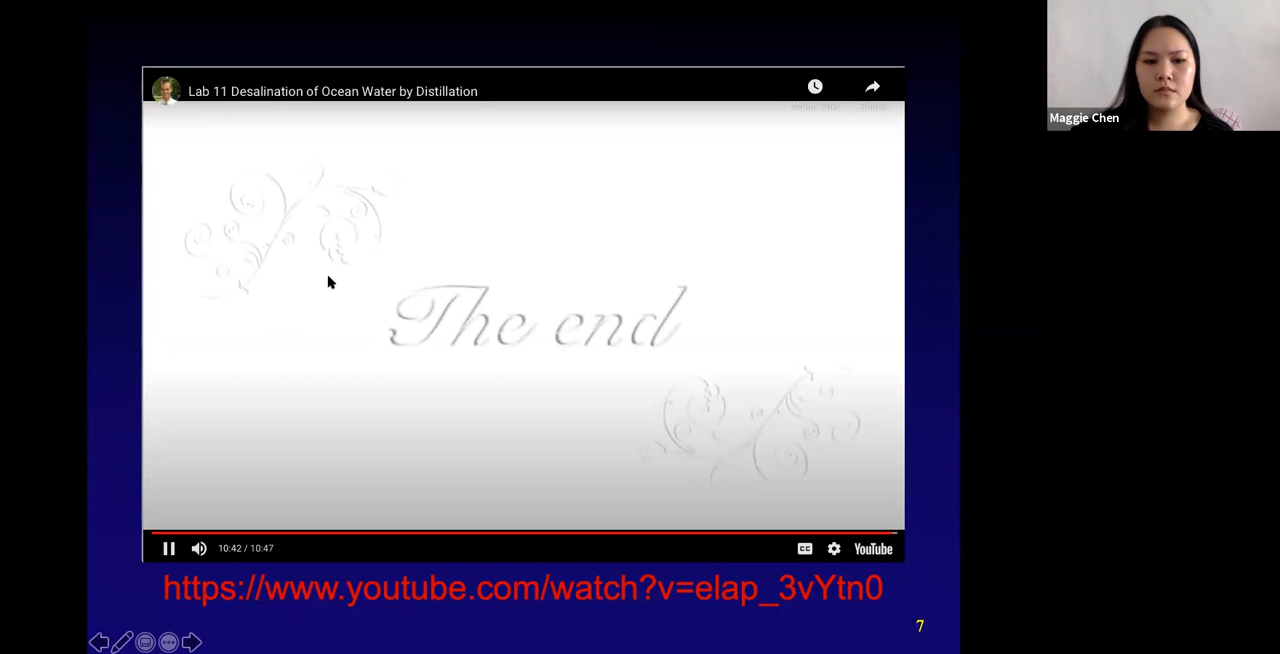 Lab 11 Desalination of Ocean Water by Distillation
Maggie Chen
The end
10:42 / 10:47
CC
YouTube
https://www.youtube.com/watch?v=elap_3vYtn0
7